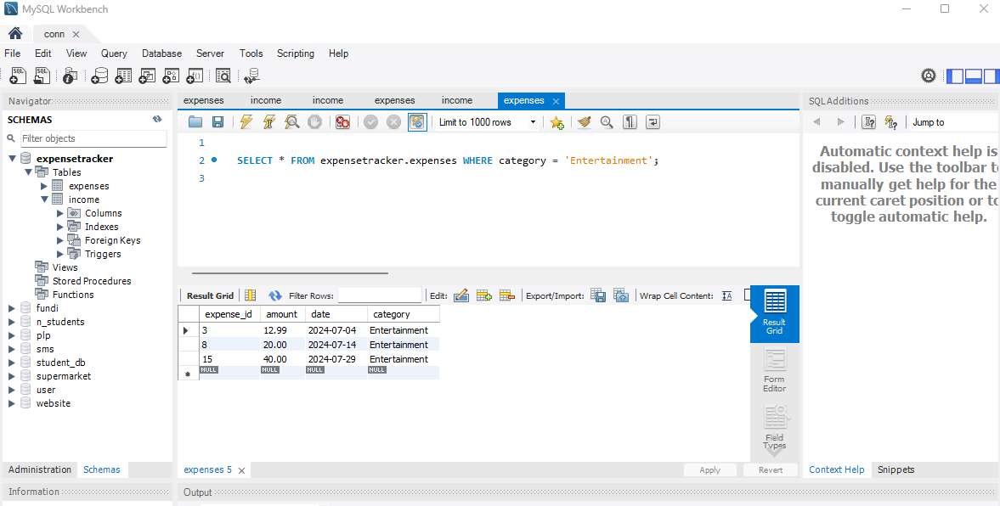 MySQL Workbench
conn
File Edit View Query Database Server Tools Scripting Help
SQL SQL
Navigator
SCHEMAS
Filter objects
expensetracker
Tables
expenses
income
Columns
Indexes
Foreign Keys
Triggers
Views
Stored Procedures
Functions
fundi
n_students
plp
sms
student_db
supermarket
user
website
Administration Schemas
Information
expenses income income expenses income expenses
Limit to 1000 rows
1
2 SELECT * FROM expensetracker.expenses WHERE category = 'Entertainment';
3
Result Grid Filter Rows: Edit: Export/Import: Wrap Cell Content:
expense_id amount date category
3 12.99 2024-07-04 Entertainment
8 20.00 2024-07-14 Entertainment
15 40.00 2024-07-29 Entertainment
NULL NULL NULL NULL
Result
Grid
Form
Editor
Field
Types
expenses 5
Apply Revert
Output
SQLAdditions
Jump to
Automatic context help is
disabled. Use the toolbar to
manually get help for the
current caret position or to
toggle automatic help.
Context Help Snippets